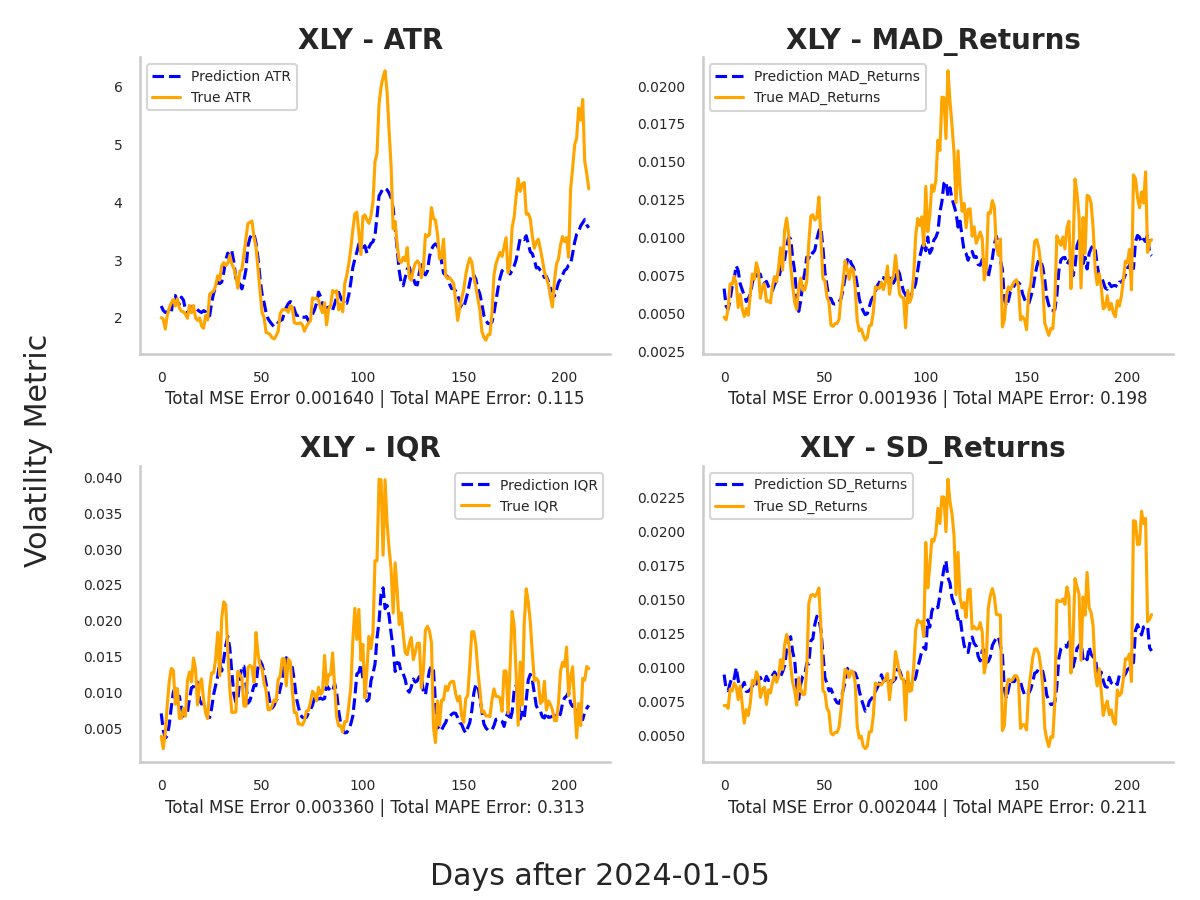 XLY - ATR
Prediction ATR
True ATR
6
5
4
3
2
0 50 100 150 200
Total MSE Error 0.001640 | Total MAPE Error: 0.115
XLY - MAD_Returns
Prediction MAD_Returns
True MAD_Returns
0.0200
0.0175
0.0150
0.0125
0.0100
0.0075
0.0050
0.0025
0 50 100 150 200
Total MSE Error 0.001936 | Total MAPE Error: 0.198
Volatility Metric
XLY - IQR
Prediction IQR
True IQR
0.040
0.035
0.030
0.025
0.020
0.015
0.010
0.005
0 50 100 150 200
Total MSE Error 0.003360 | Total MAPE Error: 0.313
XLY - SD_Returns
Prediction SD_Returns
True SD_Returns
0.0225
0.0200
0.0175
0.0150
0.0125
0.0100
0.0075
0.0050
0 50 100 150 200
Total MSE Error 0.002044 | Total MAPE Error: 0.211
Days after 2024-01-05